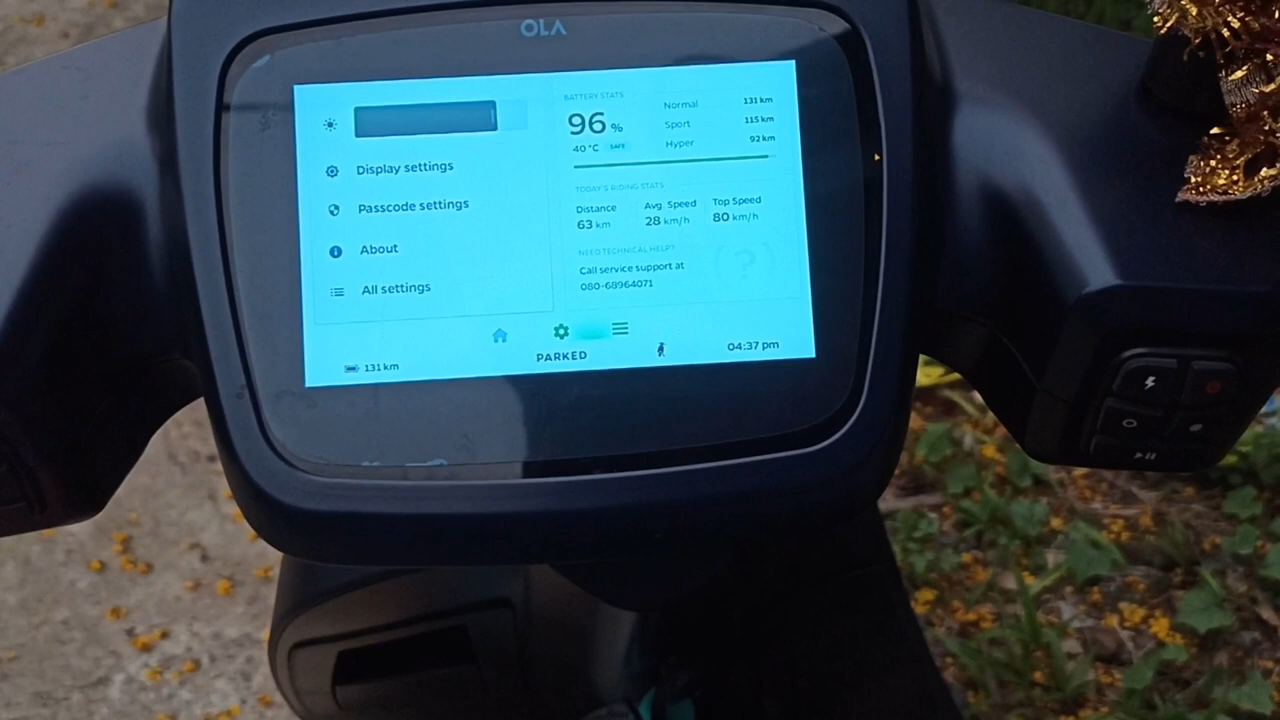 OLA
Display settings
Passcode settings
About
All settings
BATTERY STATS
96 %
40 °C SAFE
Normal 131 km
Sport 115 km
Hyper 92 km
TODAY'S RIDING STATS
Distance
63 km
Avg. Speed
28 km/h
Top Speed
80 km/h
NEED TECHNICAL HELP?
Call service support at
080-68964071
?
131 km
PARKED
04:37 pm